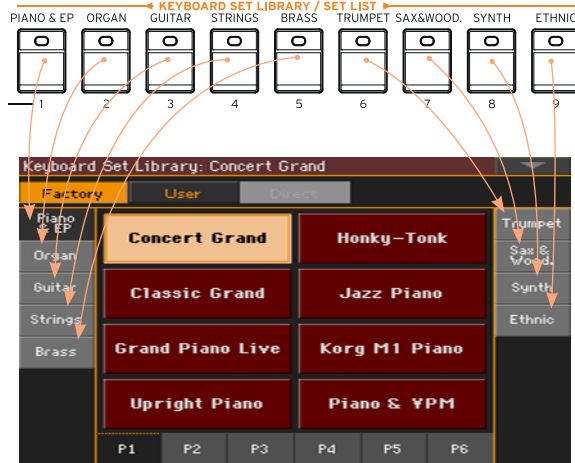 KEYBOARD SET LIBRARY / SET LIST
PIANO & EP ORGAN GUITAR STRINGS BRASS TRUMPET SAX&WOOD. SYNTH ETHNIC
1 2 3 4 5 6 7 8 9
Keyboard Set Library: Concert Grand
Factory User Direct
Piano & EP
Organ
Guitar
Strings
Brass
Concert Grand Honky-Tonk
Classic Grand Jazz Piano
Grand Piano Live Korg M1 Piano
Upright Piano Piano & VPM
Trumpet
Sax & Wood.
Synth
Ethnic
P1 P2 P3 P4 P5 P6